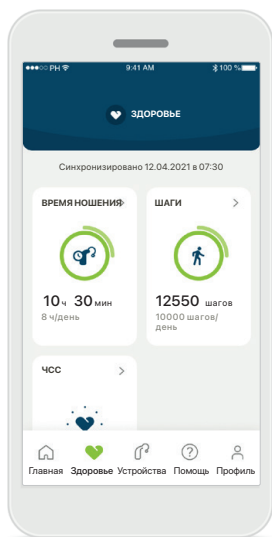 PH 9:41 AM 100 %
ЗДОРОВЬЕ
Синхронизировано 12.04.2021 в 07:30
ВРЕМЯ НОШЕНИЯ ШАГИ
10 ч 30 мин 12550 шагов
8 ч/день 10000 шагов/
день
ЧСС
Главная Здоровье Устройства Помощь Профиль